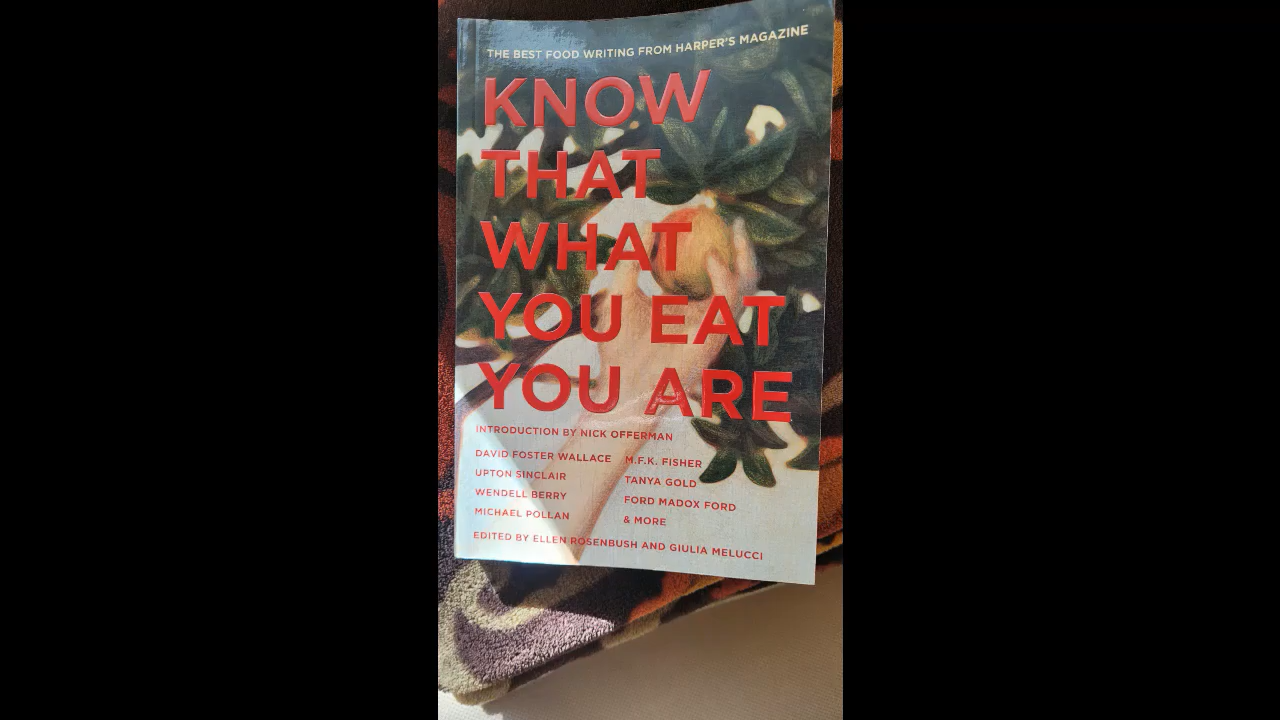 THE BEST FOOD WRITING FROM HARPER'S MAGAZINE
KNOW
THAT
WHAT
YOU EAT
YOU ARE
INTRODUCTION BY NICK OFFERMAN
DAVID FOSTER WALLACE
UPTON SINCLAIR
WENDELL BERRY
MICHAEL POLLAN
M.F.K. FISHER
TANYA GOLD
FORD MADOX FORD
& MORE
EDITED BY ELLEN ROSENBUSH AND GIULIA MELUCCI